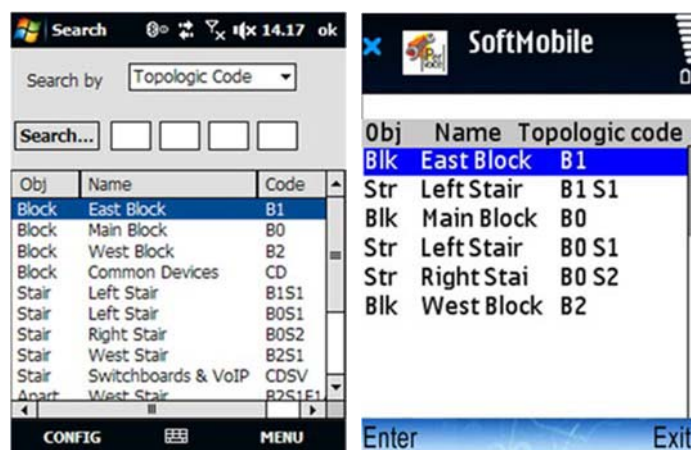 Search 14.17 ok
Search by Topologic Code
Search...
Obj Name Code
Block East Block B1
Block Main Block B0
Block West Block B2
Block Common Devices CD
Stair Left Stair B1S1
Stair Left Stair B0S1
Stair Right Stair B0S2
Stair West Stair B2S1
Stair Switchboards & VoIP CDSV
Apart West Stair B2S1F1
CONFIG MENU
SoftMobile
Obj Name Topologic code
Blk East Block B1
Str Left Stair B1 S1
Blk Main Block B0
Str Left Stair B0 S1
Str Right Stai B0 S2
Blk West Block B2
Enter Exit